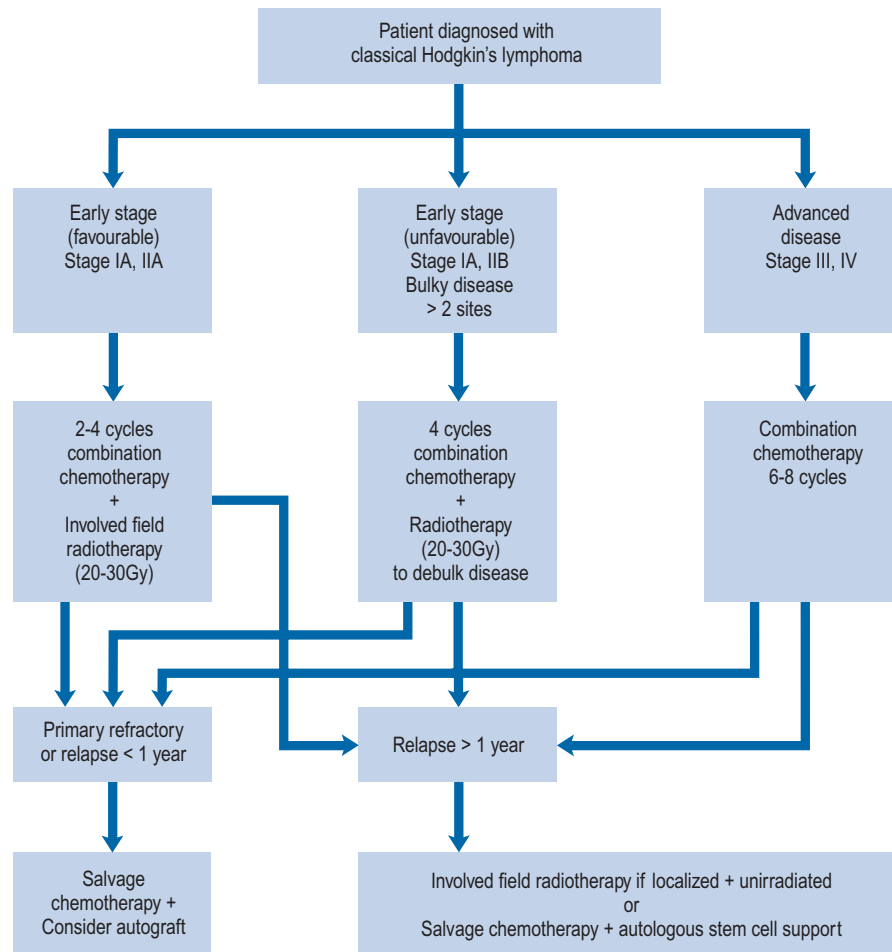 Patient diagnosed with
classical Hodgkin's lymphoma
Early stage
(favourable)
Stage IA, IIA
Early stage
(unfavourable)
Stage IA, IIB
Bulky disease
> 2 sites
Advanced
disease
Stage III, IV
2-4 cycles
combination
chemotherapy
+
Involved field
radiotherapy
(20-30Gy)
4 cycles
combination
chemotherapy
+
Radiotherapy
(20-30Gy)
to debulk disease
Combination
chemotherapy
6-8 cycles
Primary refractory
or relapse < 1 year
Relapse > 1 year
Salvage
chemotherapy +
Consider autograft
Involved field radiotherapy if localized + unirradiated
or
Salvage chemotherapy + autologous stem cell support